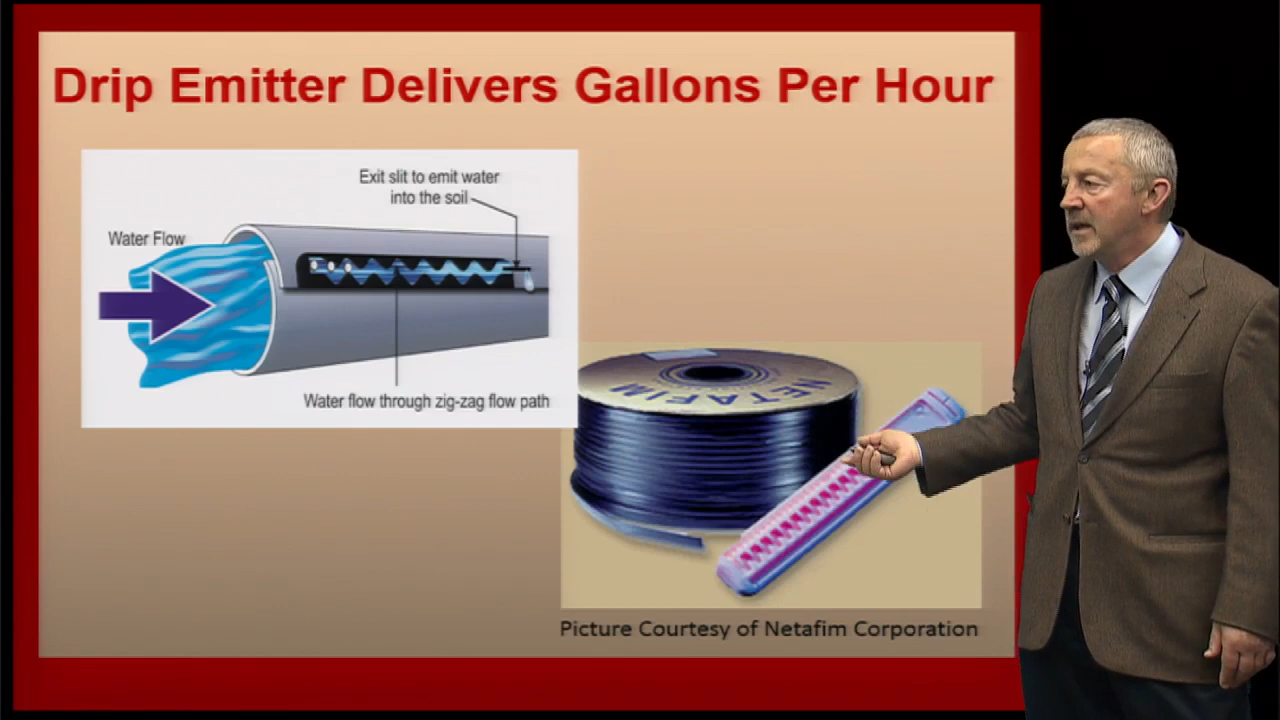 Drip Emitter Delivers Gallons Per Hour
Exit slit to emit water
into the soil
Water Flow
Water flow through zig-zag flow path
NETAFIM
Picture Courtesy of Netafim Corporation